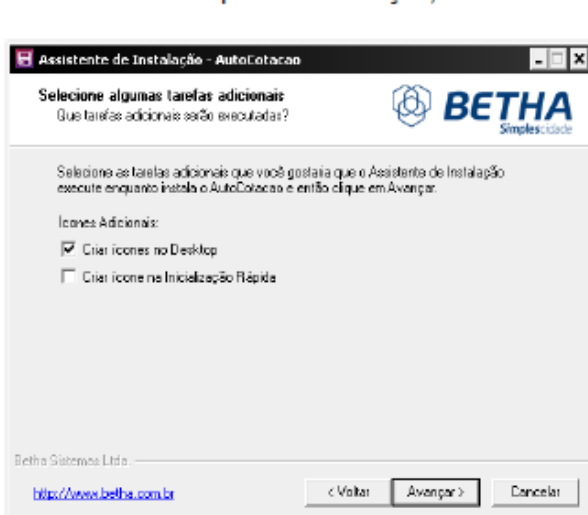 Assistente de Instalação - AutoCotacao
Selecione algumas tarefas adicionais
Que tarefas adicionais serão executadas?
BETHA
Simplescidade
Selecione as tarefas adicionais que você gostaria que o Assistente de Instalação
execute enquanto instala o AutoCotacao e então clique em Avançar.
Ícones Adicionais:
Criar ícones no Desktop
Criar ícone na Inicialização Rápida
Betha Sistemas Ltda.
http://www.betha.com.br
< Voltar
Avançar >
Cancelar